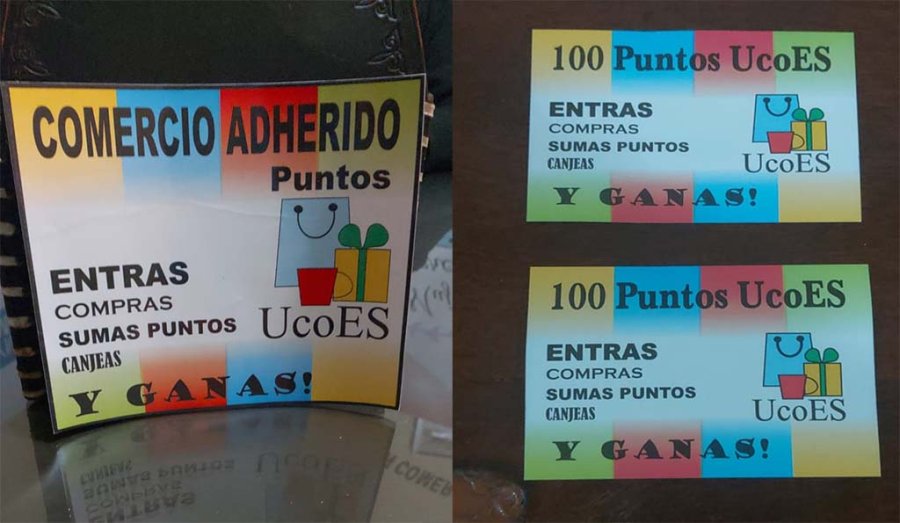 COMERCIO ADHERIDO
Puntos
ENTRAS
COMPRAS
SUMAS PUNTOS
CANJEAS
UcoES
Y GANAS!
100 Puntos UcoES
ENTRAS
COMPRAS
SUMAS PUNTOS
CANJEAS
UcoES
Y GANAS!
100 Puntos UcoES
ENTRAS
COMPRAS
SUMAS PUNTOS
CANJEAS
UcoES
Y GANAS!